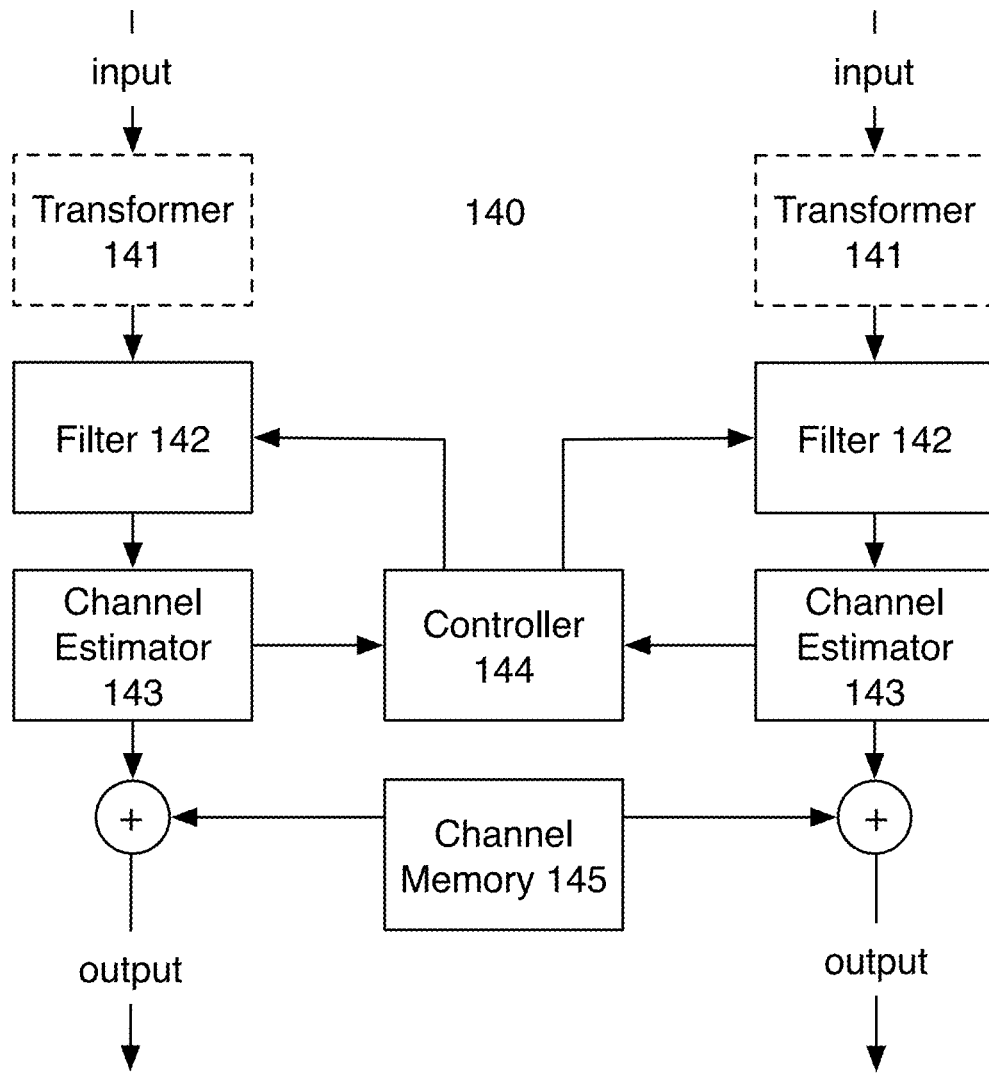 input
input
Transformer
141
140
Transformer
141
Filter 142
Filter 142
Channel
Estimator
143
Controller
144
Channel
Estimator
143
+
Channel
Memory 145
+
output
output